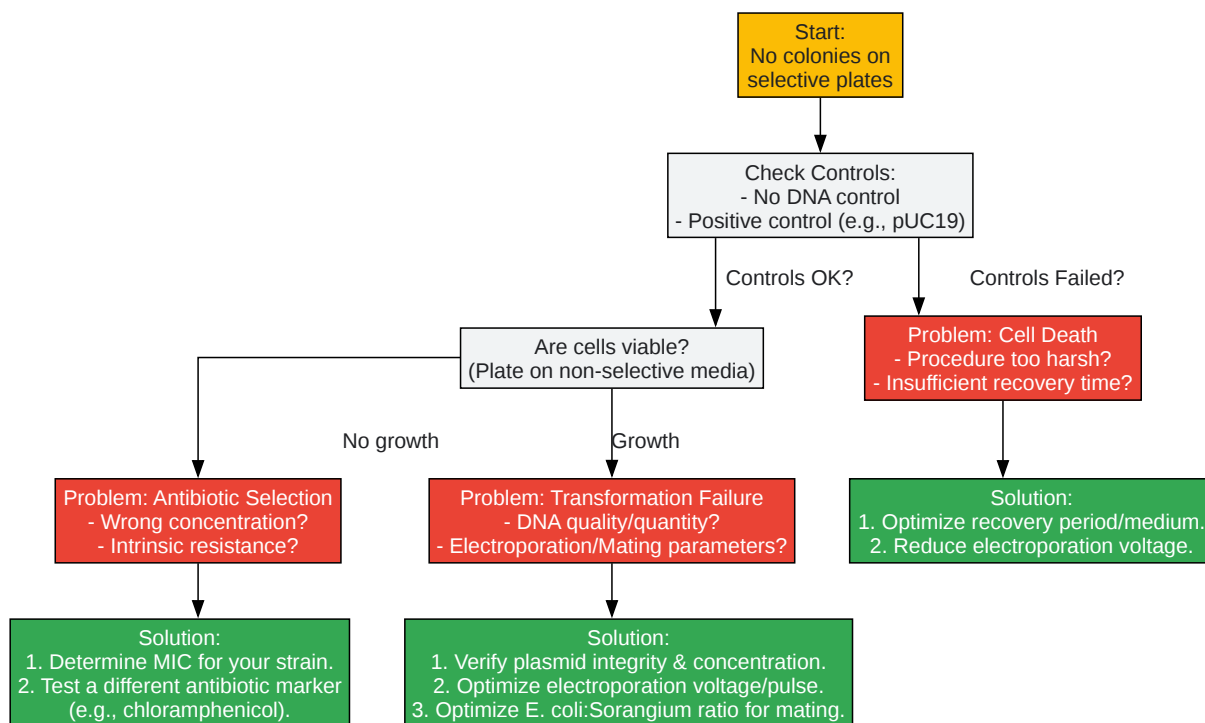 Start:
No colonies on
selective plates
Check Controls:
- No DNA control
- Positive control (e.g., pUC19)
Controls OK?
Controls Failed?
Are cells viable?
(Plate on non-selective media)
Problem: Cell Death
- Procedure too harsh?
- Insufficient recovery time?
No growth
Growth
Problem: Antibiotic Selection
- Wrong concentration?
- Intrinsic resistance?
Problem: Transformation Failure
- DNA quality/quantity?
- Electroporation/Mating parameters?
Solution:
1. Optimize recovery period/medium.
2. Reduce electroporation voltage.
Solution:
1. Determine MIC for your strain.
2. Test a different antibiotic marker
(e.g., chloramphenicol).
Solution:
1. Verify plasmid integrity & concentration.
2. Optimize electroporation voltage/pulse.
3. Optimize E. coli:Sorangium ratio for mating.